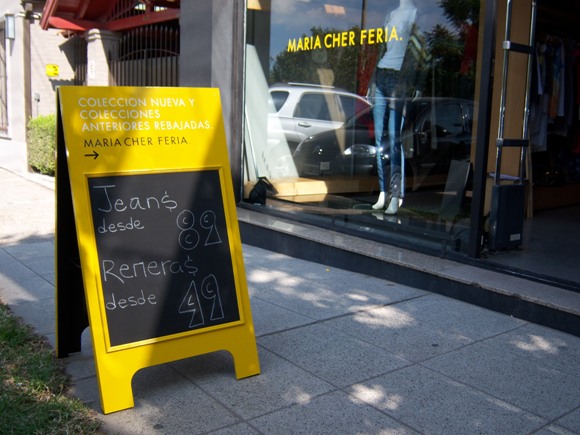 COLECCION NUEVA Y
COLECCIONES
ANTERIORES REBAJADAS.
MARIA CHER FERIA
→
Jean$
desde 89
Remera$
desde 49
MARIA CHER FERIA.